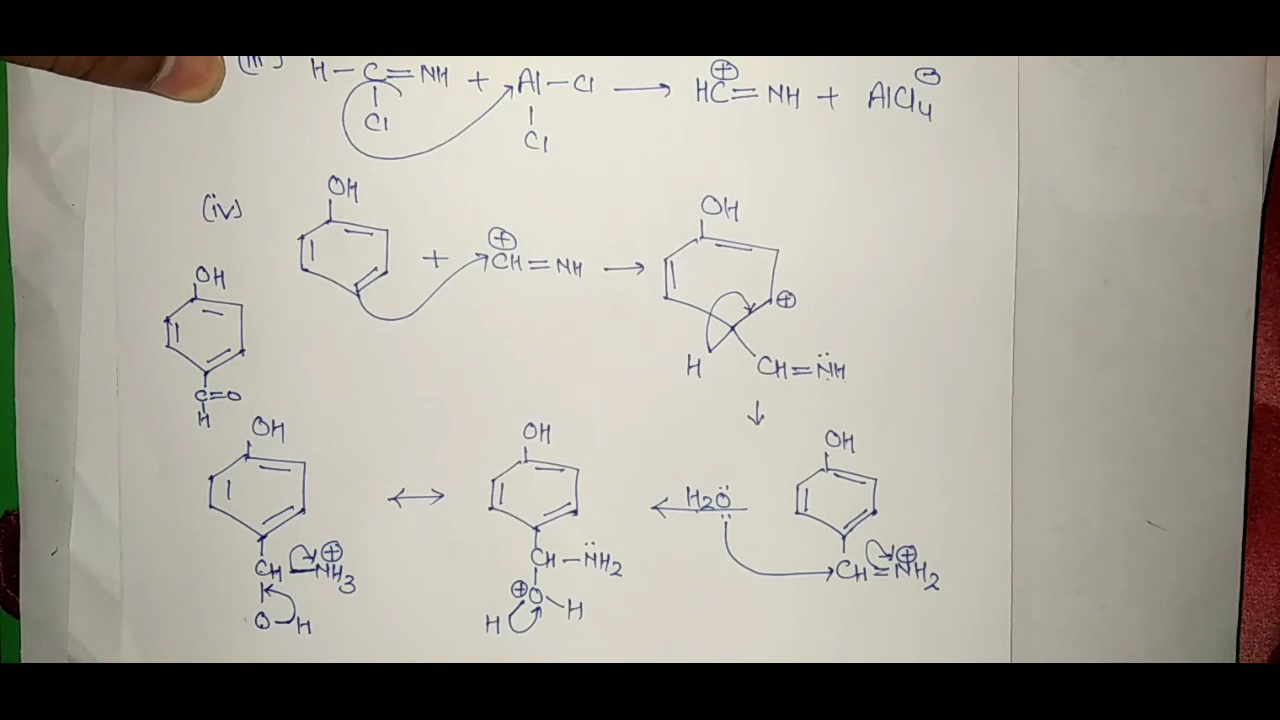 (iii) H–C=NH + Al–Cl ⟶ HC⊕=NH + AlCl4⊖
Cl Cl
(iv) OH + ⊕CH=NH → OH ⊕
H CH=N̈H
OH
C=O
H
↓
OH ↔ OH ← H2Ö OH
CH–NH3⊕ CH–N̈H2 CH=NH2⊕
O–H H O⊕ H